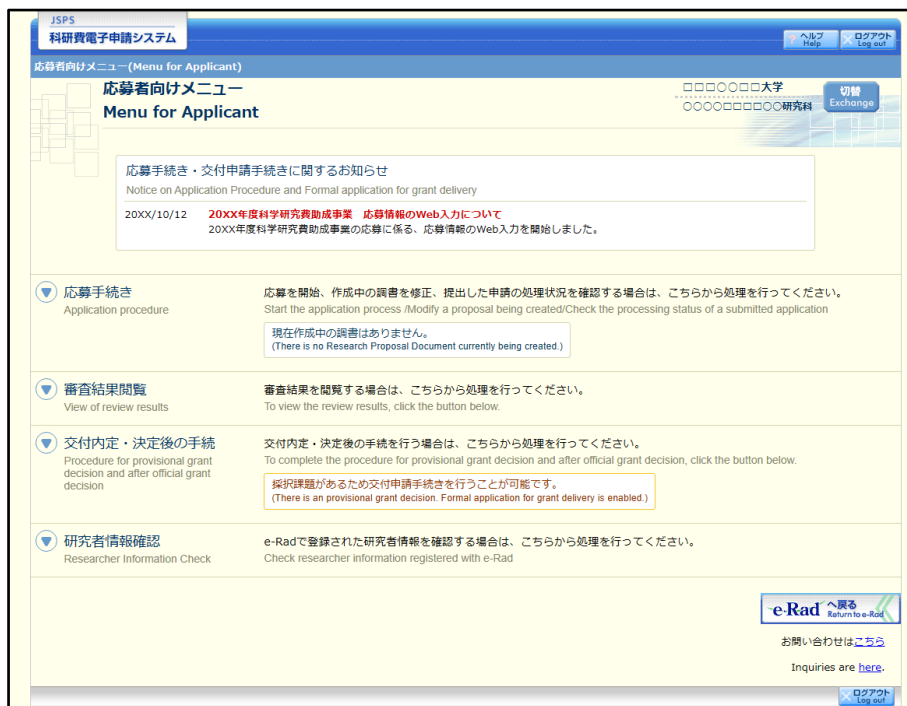 JSPS
科研費電子申請システム
? ヘルプ Help
× ログアウト Log out
応募者向けメニュー(Menu for Applicant)
応募者向けメニュー
Menu for Applicant
□□□□□□□大学
○○○○□□□□○○研究科
切替
Exchange
応募手続き・交付申請手続きに関するお知らせ
Notice on Application Procedure and Formal application for grant delivery
20XX/10/12 20XX年度科学研究費助成事業 応募情報のWeb入力について
20XX年度科学研究費助成事業の応募に係る、応募情報のWeb入力を開始しました。
応募手続き
Application procedure
応募を開始、作成中の調書を修正、提出した申請の処理状況を確認する場合は、こちらから処理を行ってください。
Start the application process /Modify a proposal being created/Check the processing status of a submitted application
現在作成中の調書はありません。
(There is no Research Proposal Document currently being created.)
審査結果閲覧
View of review results
審査結果を閲覧する場合は、こちらから処理を行ってください。
To view the review results, click the button below.
交付内定・決定後の手続
Procedure for provisional grant
decision and after official grant
decision
交付内定・決定後の手続を行う場合は、こちらから処理を行ってください。
To complete the procedure for provisional grant decision and after official grant decision, click the button below.
採択課題があるため交付申請手続きを行うことが可能です。
(There is an provisional grant decision. Formal application for grant delivery is enabled.)
研究者情報確認
Researcher Information Check
e-Radで登録された研究者情報を確認する場合は、こちらから処理を行ってください。
Check researcher information registered with e-Rad
e-Rad へ戻る
Return to e-Rad
お問い合わせはこちら
Inquiries are here.
× ログアウト Log out